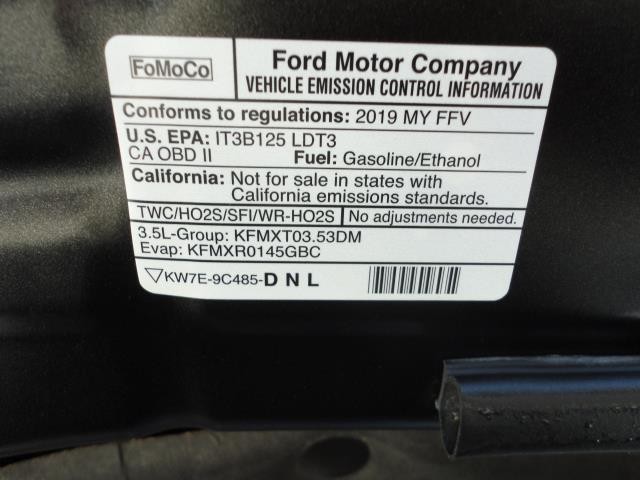 FoMoCo
Ford Motor Company
VEHICLE EMISSION CONTROL INFORMATION
Conforms to regulations: 2019 MY FFV
U.S. EPA: IT3B125 LDT3
CA OBD II Fuel: Gasoline/Ethanol
California: Not for sale in states with
California emissions standards.
TWC/HO2S/SFI/WR-HO2S No adjustments needed.
3.5L-Group: KFMXT03.53DM
Evap: KFMXR0145GBC
KW7E-9C485-D N L